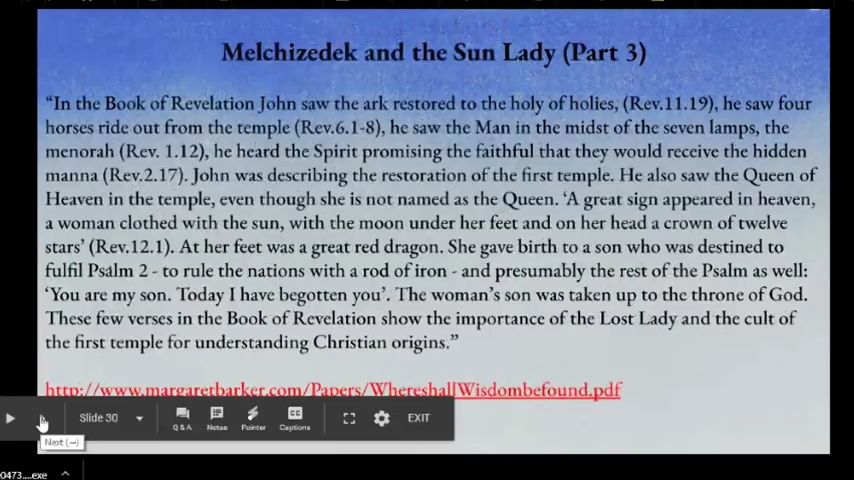 Melchizedek and the Sun Lady (Part 3)
“In the Book of Revelation John saw the ark restored to the holy of holies, (Rev.11.19), he saw four
horses ride out from the temple (Rev.6.1-8), he saw the Man in the midst of the seven lamps, the
menorah (Rev. 1.12), he heard the Spirit promising the faithful that they would receive the hidden
manna (Rev.2.17). John was describing the restoration of the first temple. He also saw the Queen of
Heaven in the temple, even though she is not named as the Queen. ‘A great sign appeared in heaven,
a woman clothed with the sun, with the moon under her feet and on her head a crown of twelve
stars’ (Rev.12.1). At her feet was a great red dragon. She gave birth to a son who was destined to
fulfil Psalm 2 - to rule the nations with a rod of iron - and presumably the rest of the Psalm as well:
‘You are my son. Today I have begotten you’. The woman’s son was taken up to the throne of God.
These few verses in the Book of Revelation show the importance of the Lost Lady and the cult of
the first temple for understanding Christian origins.”
http://www.margaretbarker.com/Papers/WhereshallWisdombefound.pdf
Slide 30
Q & A
Notes
Pointer
Captions
EXIT
Next (→)
0473....exe